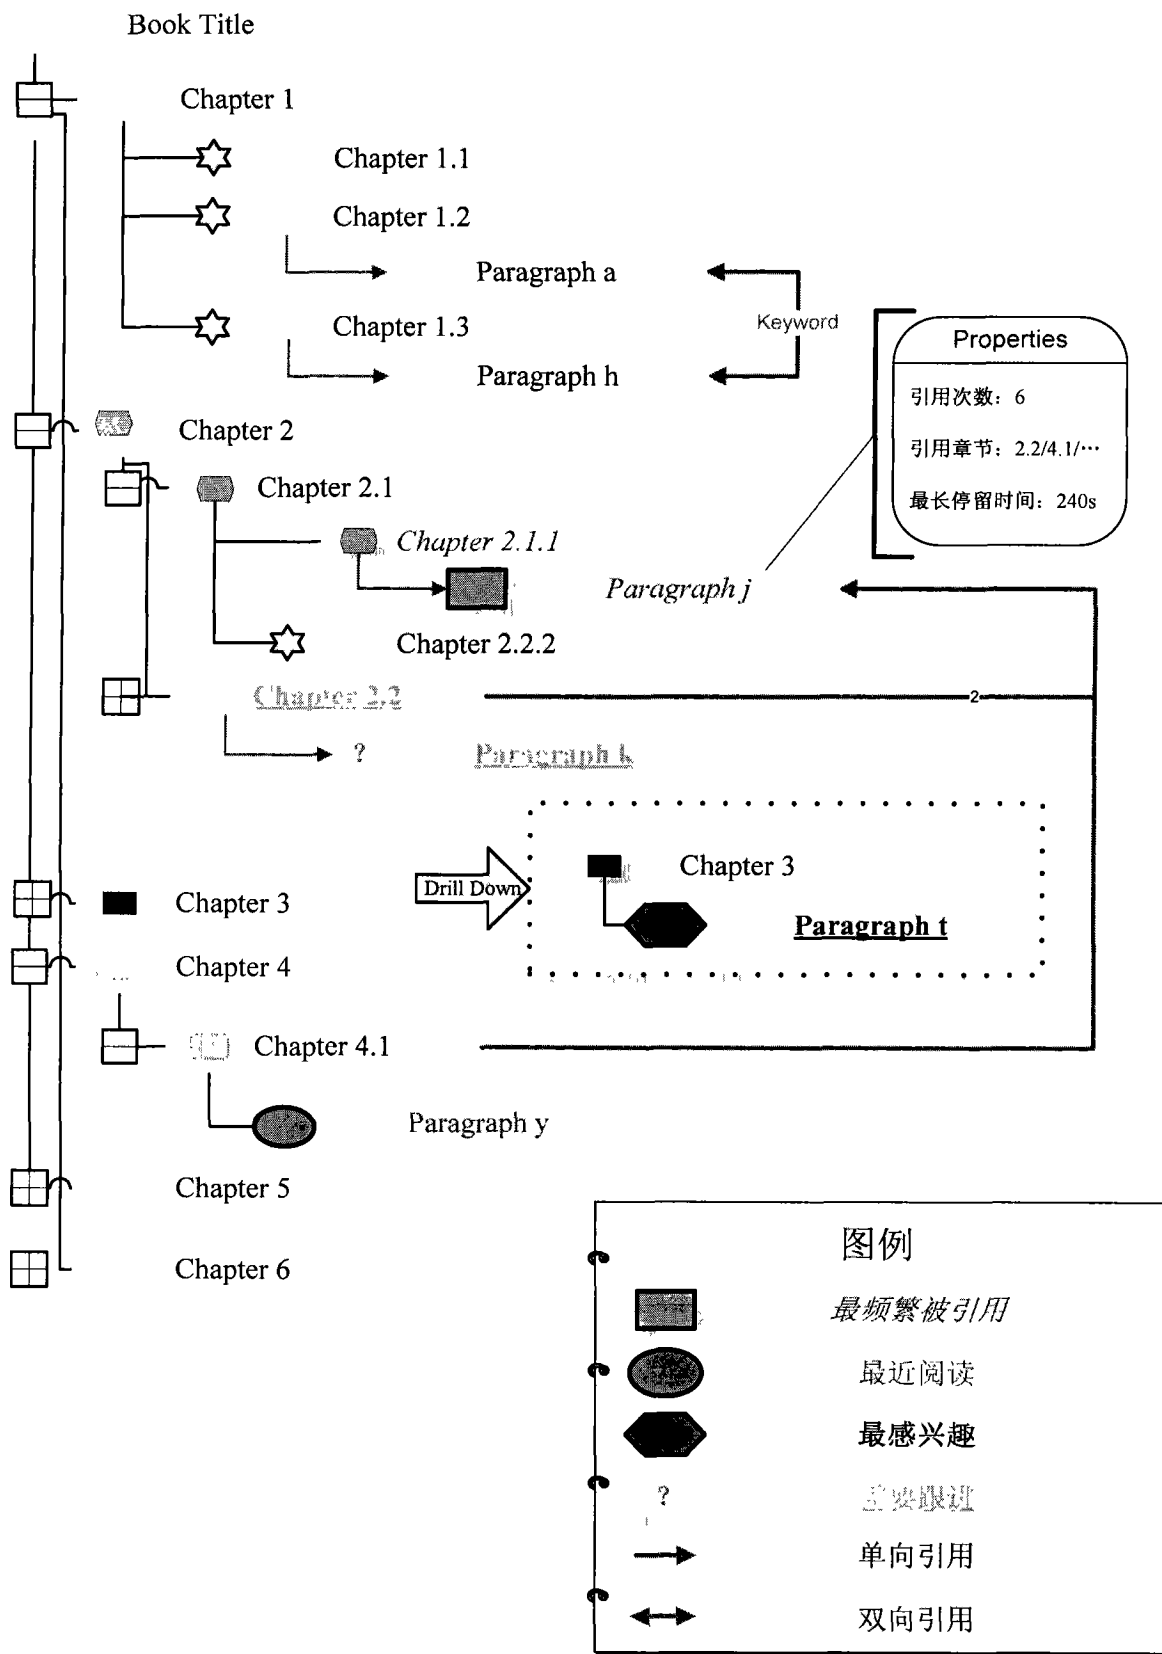 Book Title
Chapter 1
Chapter 1.1
Chapter 1.2
Paragraph a
Keyword
Chapter 1.3
Paragraph h
Properties
引用次数：6
引用章节：2.2/4.1/…
最长停留时间：240s
Chapter 2
Chapter 2.1
Chapter 2.1.1
Paragraph j
Chapter 2.2.2
Chapter 2.2
2
?
Paragraph k
Drill Down
Chapter 3
Paragraph t
Chapter 3
Chapter 4
Chapter 4.1
Paragraph y
Chapter 5
Chapter 6
图例
最频繁被引用
最近阅读
最感兴趣
?
要跟进
单向引用
双向引用